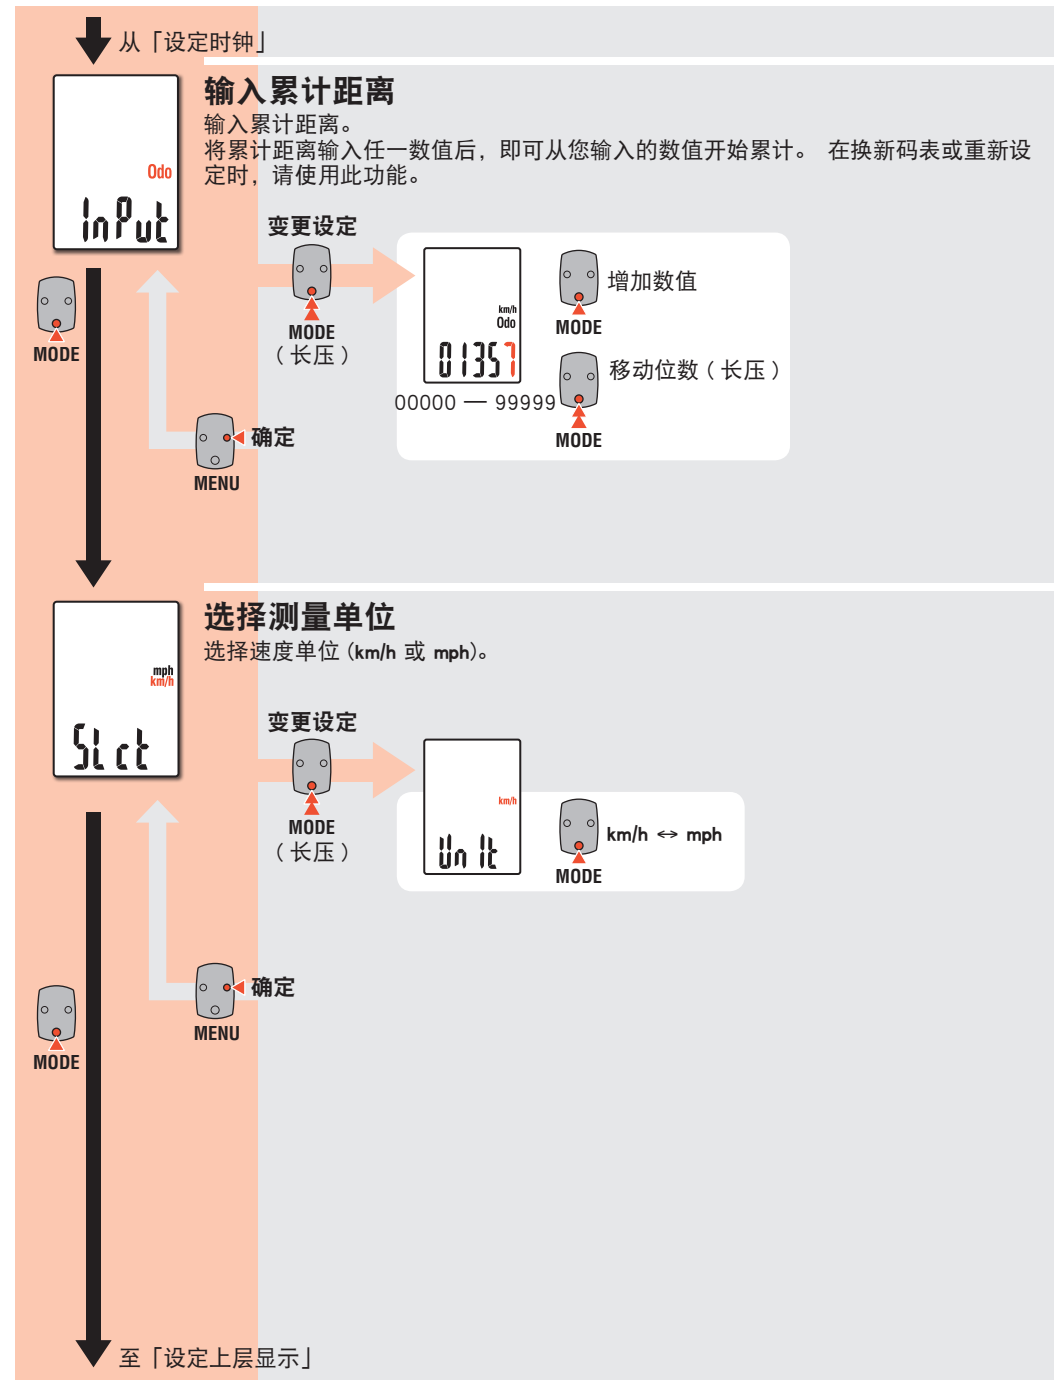 从「设定时钟」
输入累计距离
输入累计距离。
将累计距离输入任一数值后，即可从您输入的数值开始累计。 在换新码表或重新设
定时，请使用此功能。
Odo
InPut
变更设定
MODE
（长压）
km/h
Odo
01357
00000 — 99999
增加数值
MODE
移动位数（长压）
MODE
MODE
确定
MENU
选择测量单位
选择速度单位 (km/h 或 mph)。
mph
km/h
SLct
变更设定
MODE
（长压）
km/h
UnIt
km/h ↔ mph
MODE
确定
MENU
MODE
至「设定上层显示」